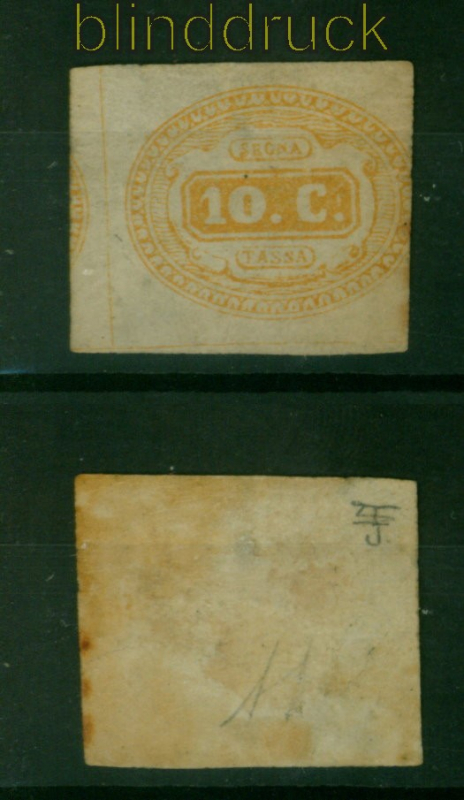 blinddruck
SEGNA
10. C:
TASSA